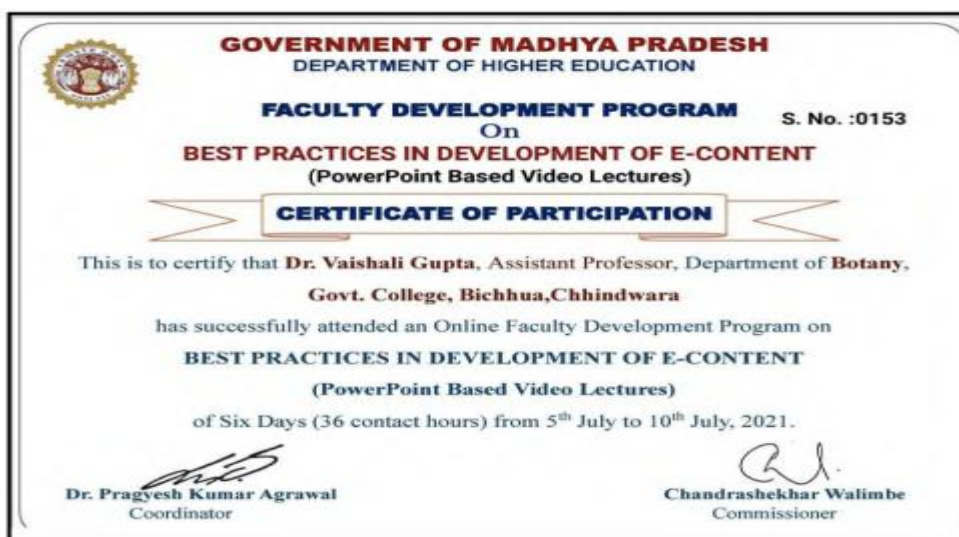 GOVERNMENT OF MADHYA PRADESH
DEPARTMENT OF HIGHER EDUCATION
FACULTY DEVELOPMENT PROGRAM
S. No. :0153
On
BEST PRACTICES IN DEVELOPMENT OF E-CONTENT
(PowerPoint Based Video Lectures)
CERTIFICATE OF PARTICIPATION
This is to certify that Dr. Vaishali Gupta, Assistant Professor, Department of Botany,
Govt. College, Bichhua,Chhindwara
has successfully attended an Online Faculty Development Program on
BEST PRACTICES IN DEVELOPMENT OF E-CONTENT
(PowerPoint Based Video Lectures)
of Six Days (36 contact hours) from 5th July to 10th July, 2021.
Dr. Pragyesh Kumar Agrawal
Coordinator
Chandrashekhar Walimbe
Commissioner